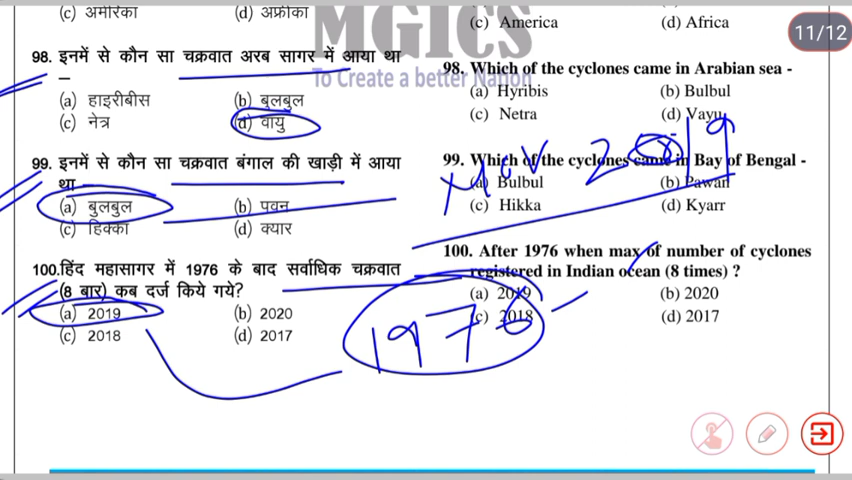 (c) अमेरिका (d) अफ्रीका
98. इनमें से कौन सा चक्रवात अरब सागर में आया था
–
(a) हाइरीबीस (b) बुलबुल
(c) नेत्र (d) वायु
99. इनमें से कौन सा चक्रवात बंगाल की खाड़ी में आया
था
(a) बुलबुल (b) पवन
(c) हिक्का (d) क्यार
100.हिंद महासागर में 1976 के बाद सर्वाधिक चक्रवात
(8 बार) कब दर्ज किये गये?
(a) 2019 (b) 2020
(c) 2018 (d) 2017
MGICS
To Create a better Nation
(c) America (d) Africa
98. Which of the cyclones came in Arabian sea -
(a) Hyribis (b) Bulbul
(c) Netra (d) Vayu
99. Which of the cyclones came in Bay of Bengal -
(a) Bulbul (b) Pawan
(c) Hikka (d) Kyarr
100. After 1976 when max of number of cyclones
registered in Indian ocean (8 times) ?
(a) 2019 (b) 2020
(c) 2018 (d) 2017
1976
11/12